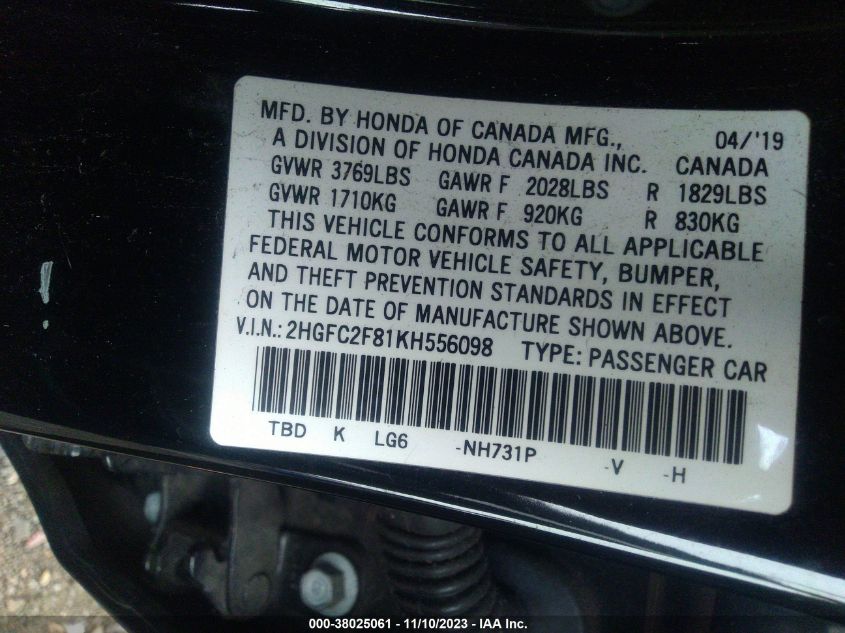 MFD. BY HONDA OF CANADA MFG., 04/'19
A DIVISION OF HONDA CANADA INC. CANADA
GVWR 3769LBS GAWR F 2028LBS R 1829LBS
GVWR 1710KG GAWR F 920KG R 830KG
THIS VEHICLE CONFORMS TO ALL APPLICABLE
FEDERAL MOTOR VEHICLE SAFETY, BUMPER,
AND THEFT PREVENTION STANDARDS IN EFFECT
ON THE DATE OF MANUFACTURE SHOWN ABOVE.
V.I.N.: 2HGFC2F81KH556098 TYPE: PASSENGER CAR
TBD K LG6 -NH731P -V -H
000-38025061 - 11/10/2023 - IAA Inc.